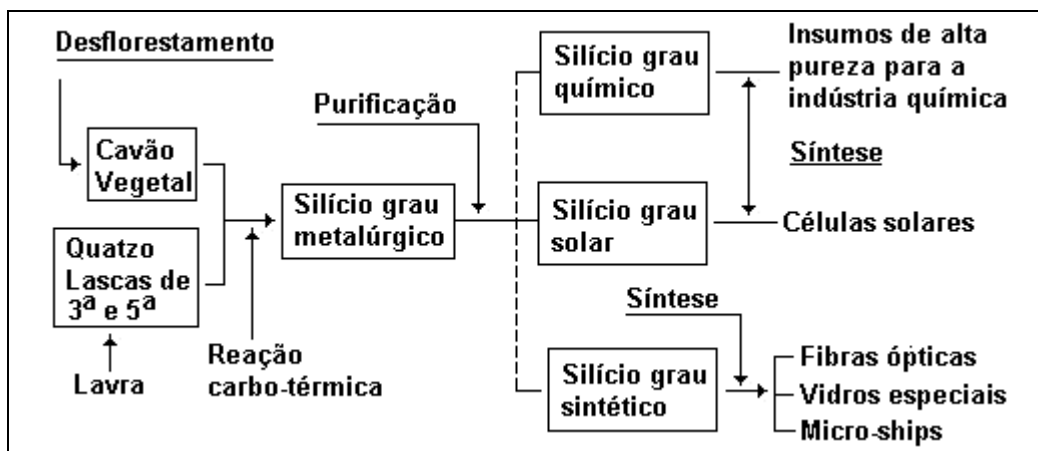 Desflorestamento
Cavão
Vegetal
Quatzo
Lascas de
3ª e 5ª
Lavra
Reação
carbo-térmica
Silício grau
metalúrgico
Purificação
Silício grau
químico
Insumos de alta
pureza para a
indústria química
Síntese
Silício grau
solar
Células solares
Síntese
Silício grau
sintético
Fibras ópticas
Vidros especiais
Micro-ships